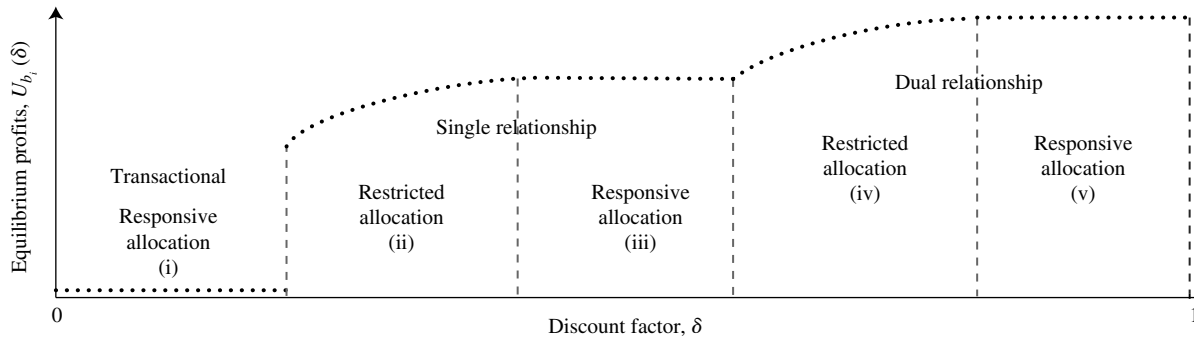 Equilibrium profits, U_{b_i} (δ)
Dual relationship
Single relationship
Transactional
Responsive
allocation
(i)
Restricted
allocation
(ii)
Responsive
allocation
(iii)
Restricted
allocation
(iv)
Responsive
allocation
(v)
0
1
Discount factor, δ